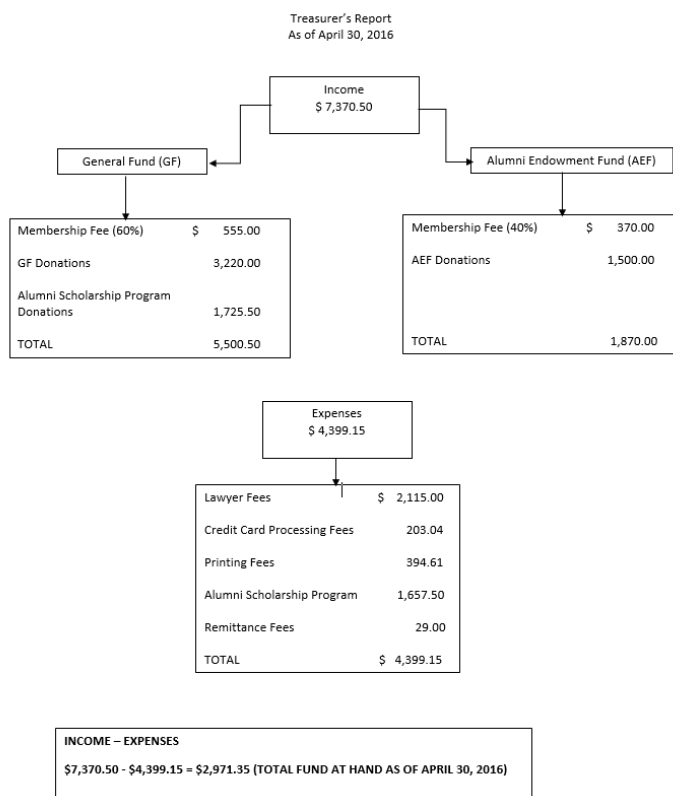 Treasurer's Report
As of April 30, 2016
Income
$ 7,370.50
General Fund (GF)
Alumni Endowment Fund (AEF)
Membership Fee (60%) $ 555.00
GF Donations 3,220.00
Alumni Scholarship Program
Donations 1,725.50
TOTAL 5,500.50
Membership Fee (40%) $ 370.00
AEF Donations 1,500.00
TOTAL 1,870.00
Expenses
$ 4,399.15
Lawyer Fees $ 2,115.00
Credit Card Processing Fees 203.04
Printing Fees 394.61
Alumni Scholarship Program 1,657.50
Remittance Fees 29.00
TOTAL $ 4,399.15
INCOME – EXPENSES
$7,370.50 - $4,399.15 = $2,971.35 (TOTAL FUND AT HAND AS OF APRIL 30, 2016)